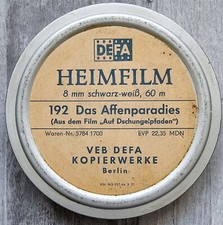 DEFA
HEIMFILM
8 mm schwarz-weiß, 60 m
192 Das Affenparadies
(Aus dem Film „Auf Dschungelpfaden")
Waren-Nr. 5784 1700 EVP 22,35 MDN
VEB DEFA
KOPIERWERKE
Berlin